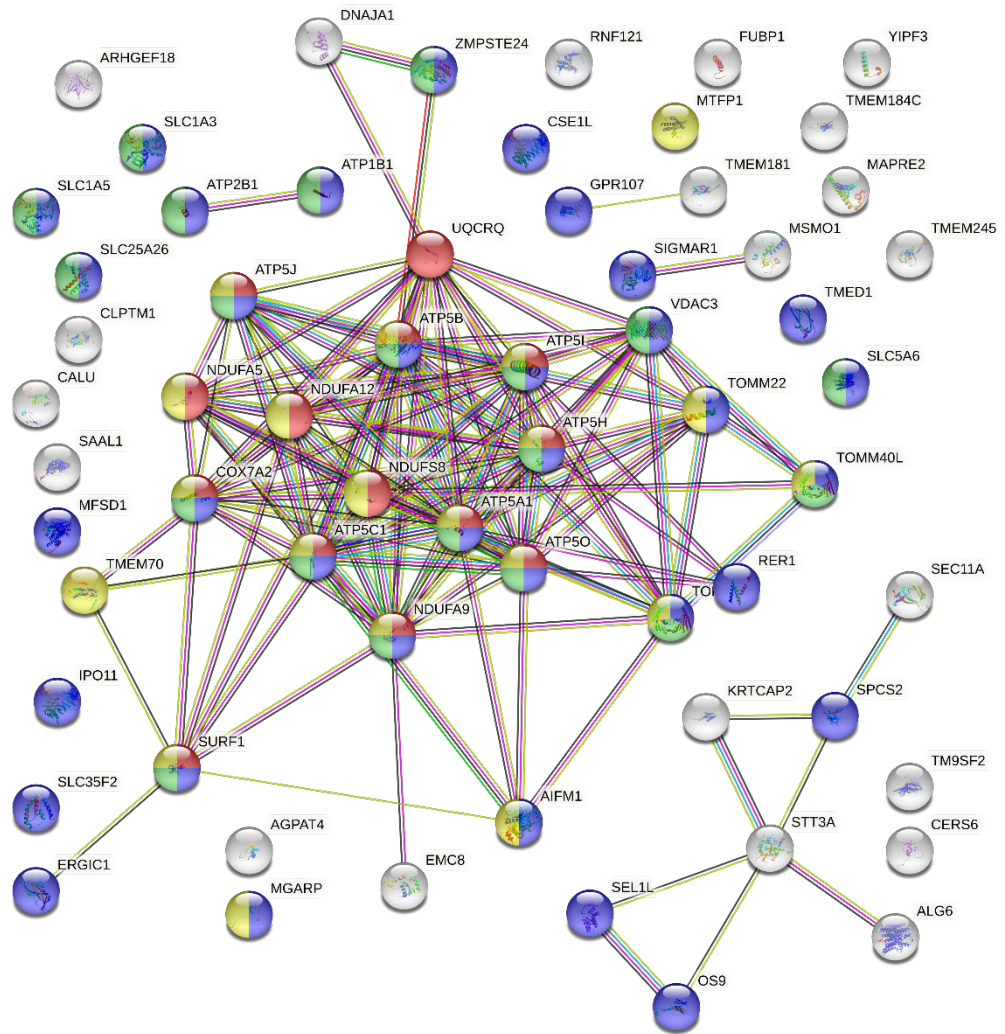 DNAJA1
ZMPSTE24
RNF121
FUBP1
YIPF3
ARHGEF18
MTFP1
TMEM184C
SLC1A3
CSE1L
ATP1B1
TMEM181
MAPRE2
SLC1A5
ATP2B1
GPR107
UQCRQ
MSMO1
TMEM245
SIGMAR1
SLC25A26
ATP5J
TMED1
CLPTM1
ATP5B
VDAC3
ATP5I
SLC5A6
CALU
NDUFA5
NDUFA12
TOMM22
ATP5H
SAAL1
COX7A2
NDUFS8
TOMM40L
MFSD1
ATP5A1
ATP5C1
ATP5O
RER1
SEC11A
TMEM70
NDUFA9
TO
IPO11
KRTCAP2
SPCS2
SURF1
SLC35F2
AIFM1
TM9SF2
AGPAT4
STT3A
CERS6
ERGIC1
EMC8
MGARP
SEL1L
ALG6
OS9